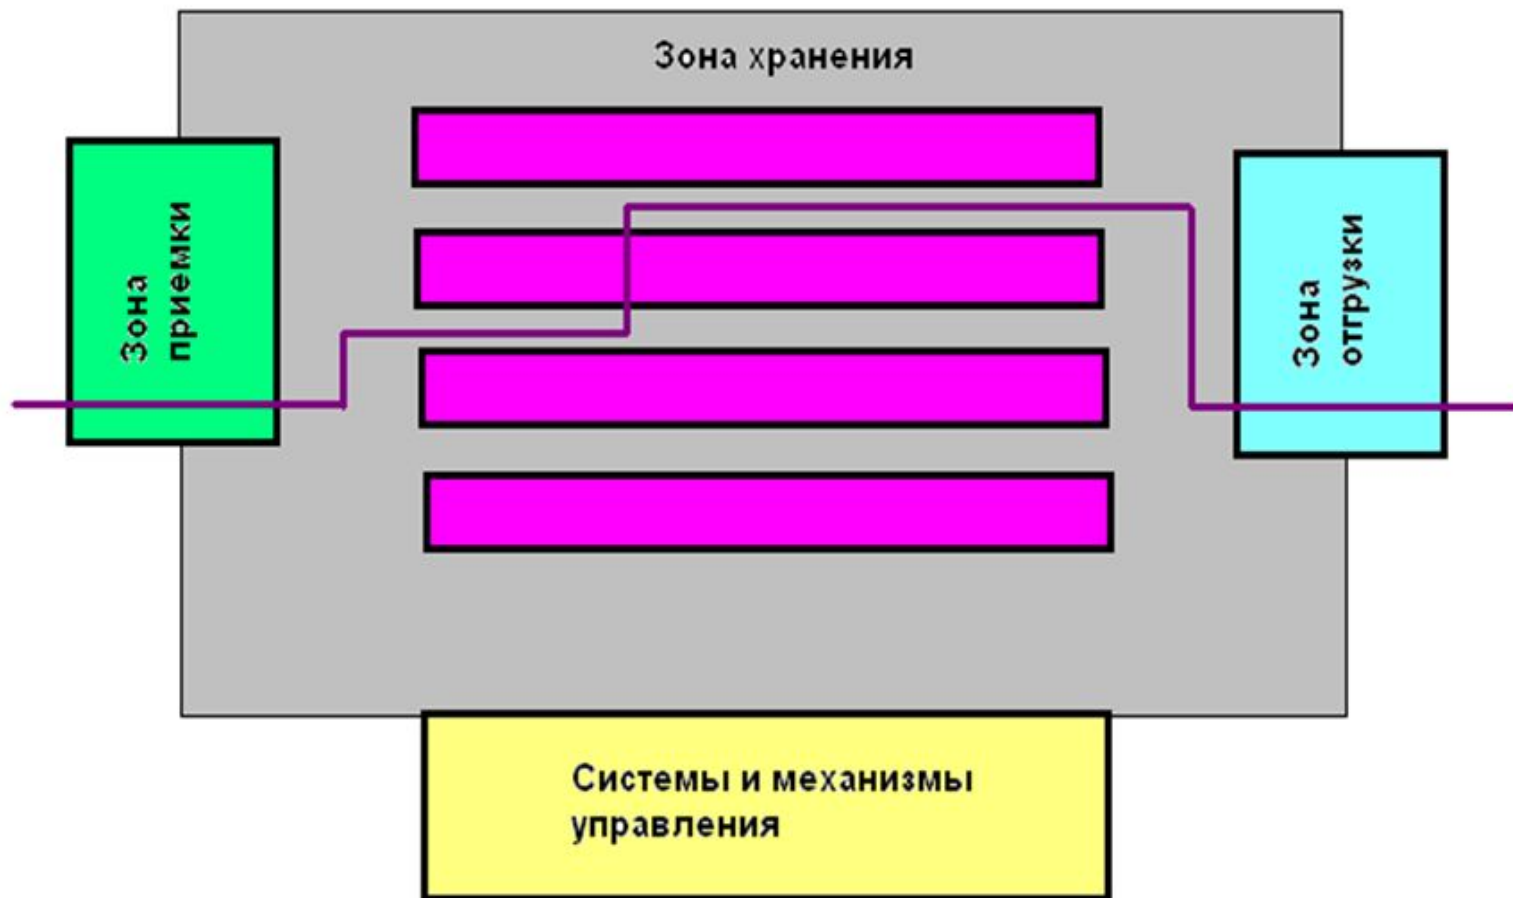 Зона хранения
Зона
приемки
Зона
отгрузки
Системы и механизмы
управления